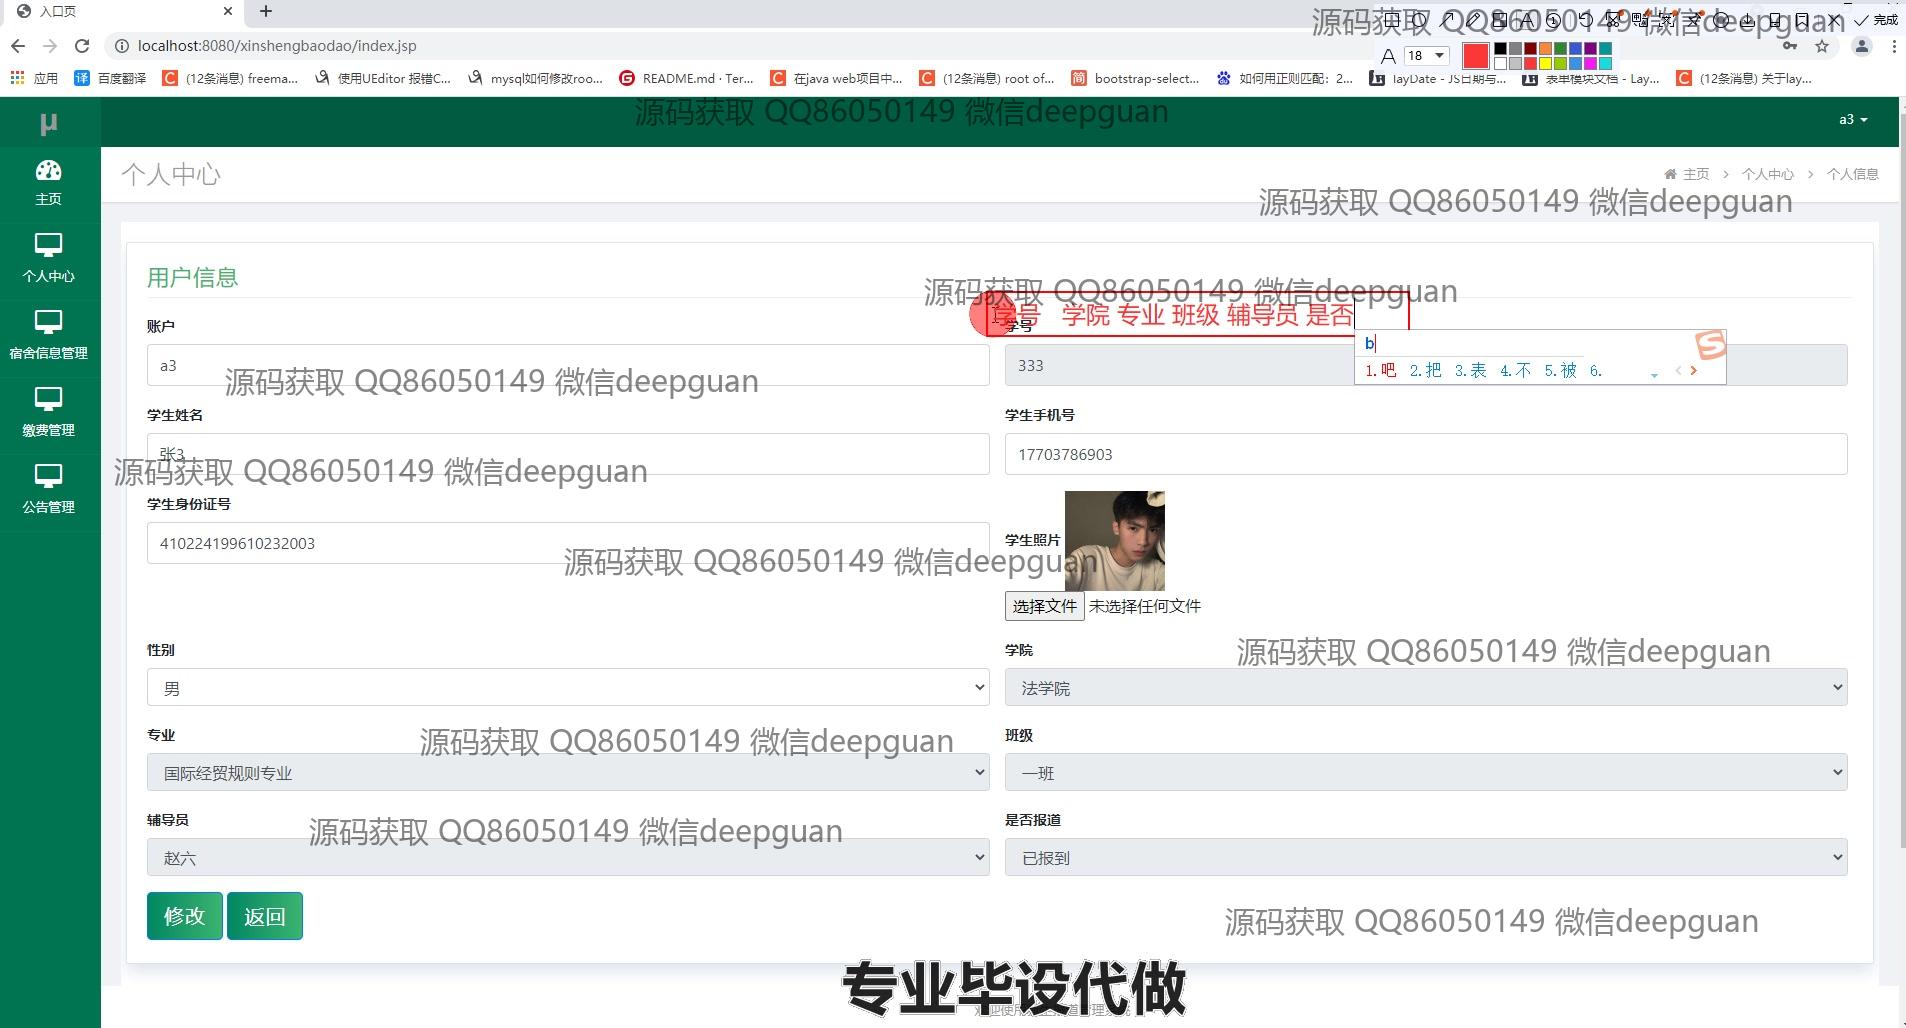 入口页
源码获取 QQ86050149 微信deepguan
完成
localhost:8080/xinshengbaodao/index.jsp
A 18
应用 百度翻译 (12条消息) freema... 使用UEditor 报错C... mysql如何修改roo... README.md · Ter... 在java web项目中... (12条消息) root of... bootstrap-select... 如何用正则匹配：2... layDate - JS日期与... 表单模块文档 - Lay... (12条消息) 关于lay...
源码获取 QQ86050149 微信deepguan
µ
a3
主页
个人中心
宿舍信息管理
缴费管理
公告管理
个人中心
主页 > 个人中心 > 个人信息
源码获取 QQ86050149 微信deepguan
用户信息
源码获取 QQ86050149 微信deepguan
学号 学院 专业 班级 辅导员 是否
账户 学号
b
1.吧 2.把 3.表 4.不 5.被 6.
a3 333
源码获取 QQ86050149 微信deepguan
学生姓名 学生手机号
张3 17703786903
源码获取 QQ86050149 微信deepguan
学生身份证号 学生照片
410224199610232003
源码获取 QQ86050149 微信deepguan
选择文件 未选择任何文件
性别 学院
源码获取 QQ86050149 微信deepguan
男 法学院
专业 班级
源码获取 QQ86050149 微信deepguan
国际经贸规则专业 一班
辅导员 是否报道
源码获取 QQ86050149 微信deepguan
赵六 已报到
修改 返回
源码获取 QQ86050149 微信deepguan
专业毕设代做